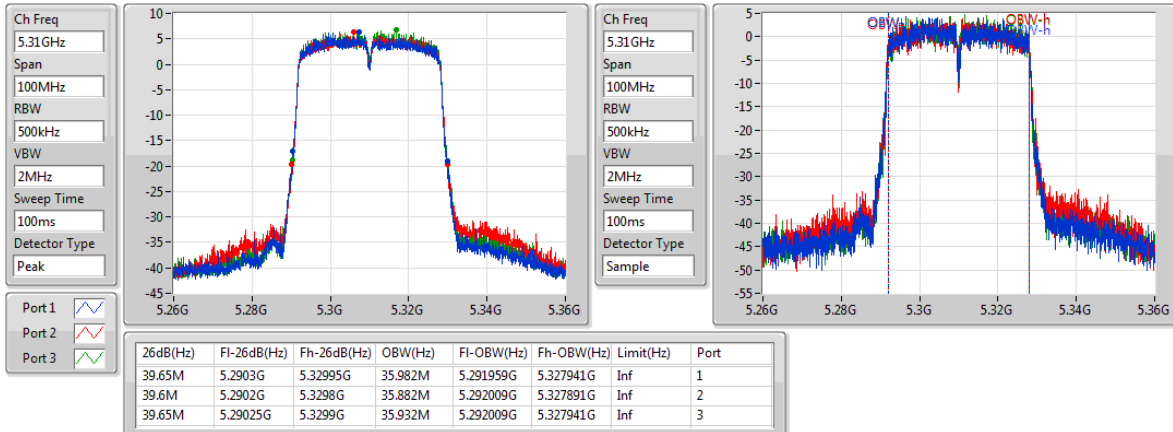 Ch Freq
5.31GHz
Span
100MHz
RBW
500kHz
VBW
2MHz
Sweep Time
100ms
Detector Type
Peak
10
5
0
-5
-10
-15
-20
-25
-30
-35
-40
-45
5.26G 5.28G 5.3G 5.32G 5.34G 5.36G
Ch Freq
5.31GHz
Span
100MHz
RBW
500kHz
VBW
2MHz
Sweep Time
100ms
Detector Type
Sample
OBW-h
5
0
-5
-10
-15
-20
-25
-30
-35
-40
-45
-50
-55
5.26G 5.28G 5.3G 5.32G 5.34G 5.36G
Port 1
Port 2
Port 3
26dB(Hz) Fl-26dB(Hz) Fh-26dB(Hz) OBW(Hz) Fl-OBW(Hz) Fh-OBW(Hz) Limit(Hz) Port
39.65M 5.2903G 5.32995G 35.982M 5.291959G 5.327941G Inf 1
39.6M 5.2902G 5.3298G 35.882M 5.292009G 5.327891G Inf 2
39.65M 5.29025G 5.3299G 35.932M 5.292009G 5.327941G Inf 3